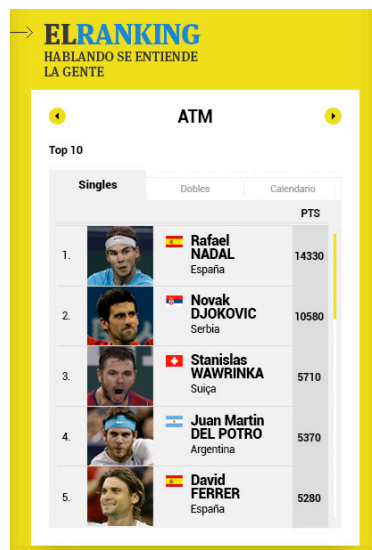 ELRANKING
HABLANDO SE ENTIENDE
LA GENTE
ATM
Top 10
Singles
Dobles
Calendario
PTS
1.
Rafael
NADAL
España
14330
2.
Novak
DJOKOVIC
Serbia
10580
3.
Stanislas
WAWRINKA
Suiça
5710
4.
Juan Martin
DEL POTRO
Argentina
5370
5.
David
FERRER
España
5280